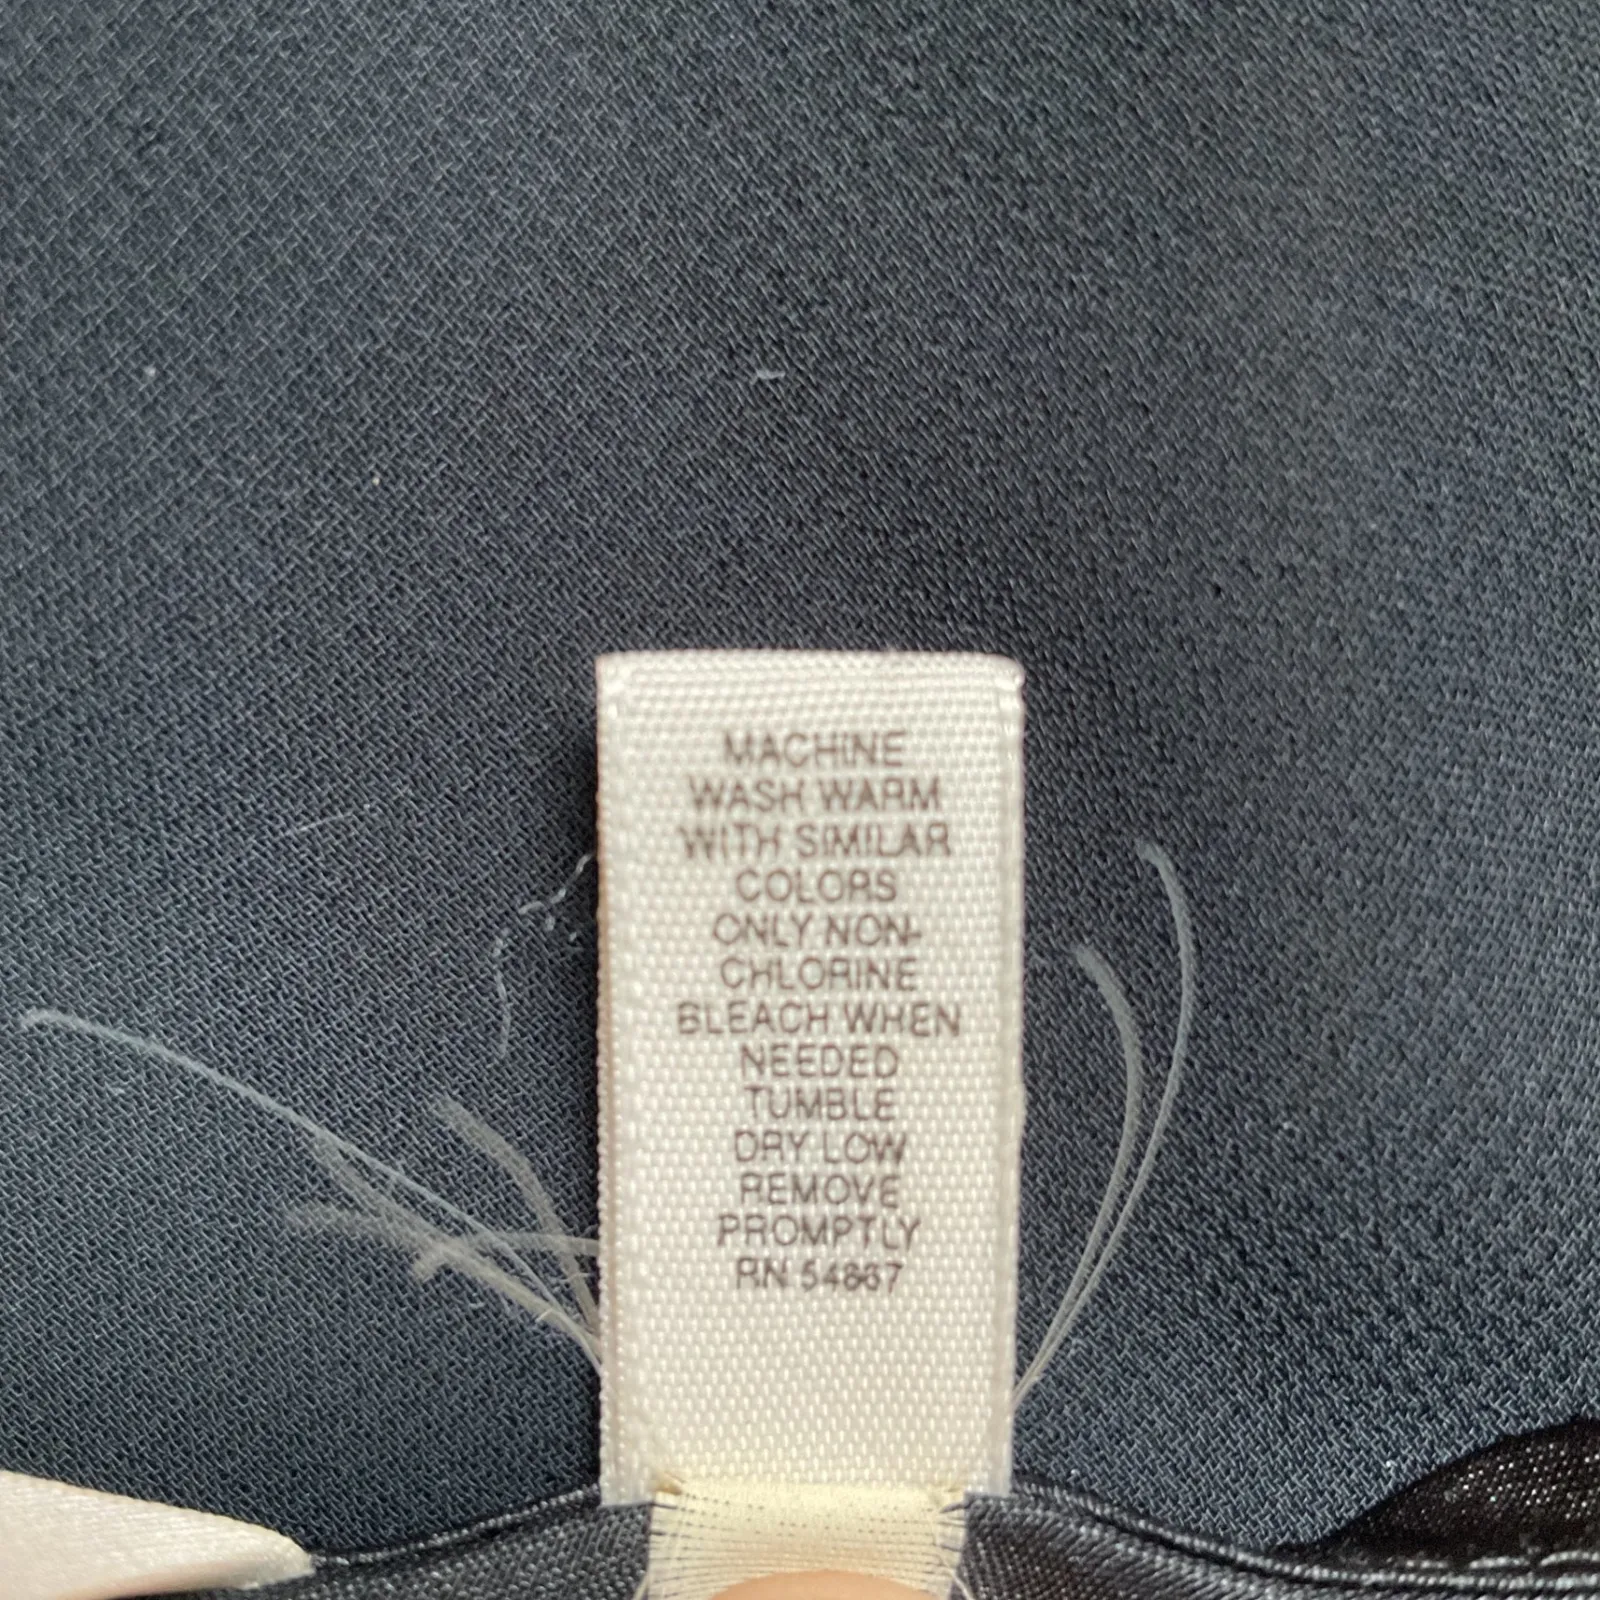 MACHINE
WASH WARM
WITH SIMILAR
COLORS
ONLY NON-
CHLORINE
BLEACH WHEN
NEEDED
TUMBLE
DRY LOW
REMOVE
PROMPTLY
RN 54867